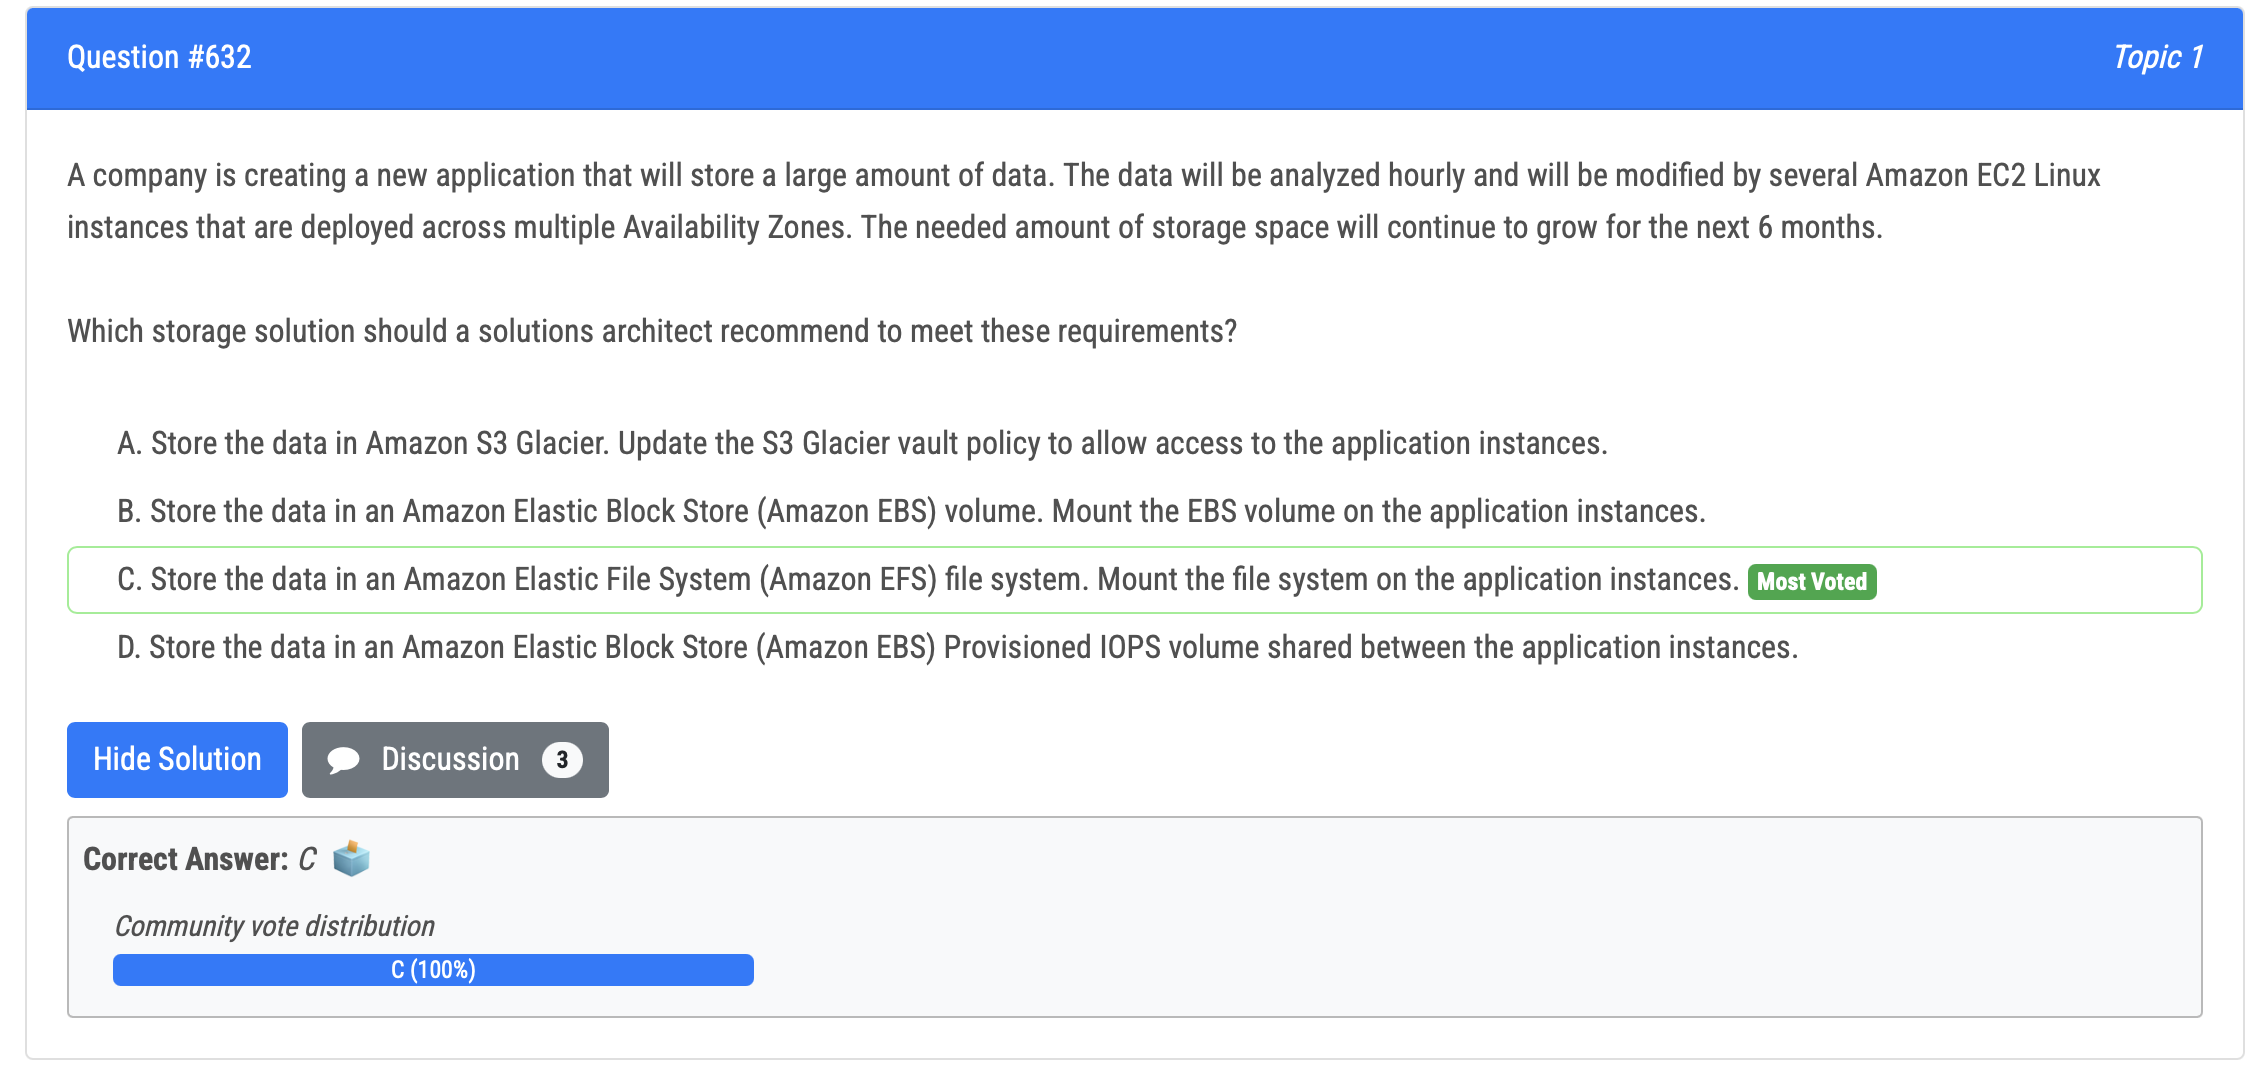 Question #632
Topic 1
A company is creating a new application that will store a large amount of data. The data will be analyzed hourly and will be modified by several Amazon EC2 Linux
instances that are deployed across multiple Availability Zones. The needed amount of storage space will continue to grow for the next 6 months.
Which storage solution should a solutions architect recommend to meet these requirements?
A. Store the data in Amazon S3 Glacier. Update the S3 Glacier vault policy to allow access to the application instances.
B. Store the data in an Amazon Elastic Block Store (Amazon EBS) volume. Mount the EBS volume on the application instances.
C. Store the data in an Amazon Elastic File System (Amazon EFS) file system. Mount the file system on the application instances. Most Voted
D. Store the data in an Amazon Elastic Block Store (Amazon EBS) Provisioned IOPS volume shared between the application instances.
Hide Solution
Discussion 3
Correct Answer: C
Community vote distribution
C (100%)